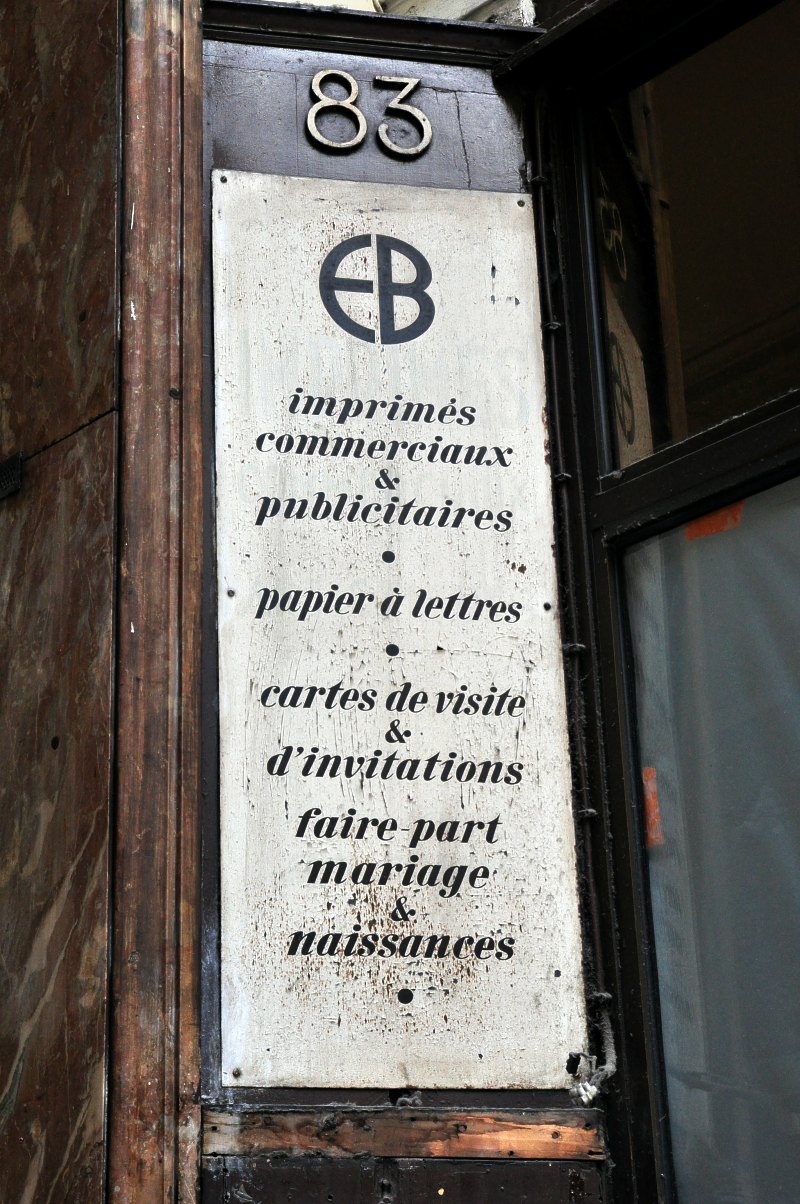 83
EB
imprimés
commerciaux
&
publicitaires
•
papier à lettres
•
cartes de visite
&
d'invitations
faire-part
mariage
&
naissances
•